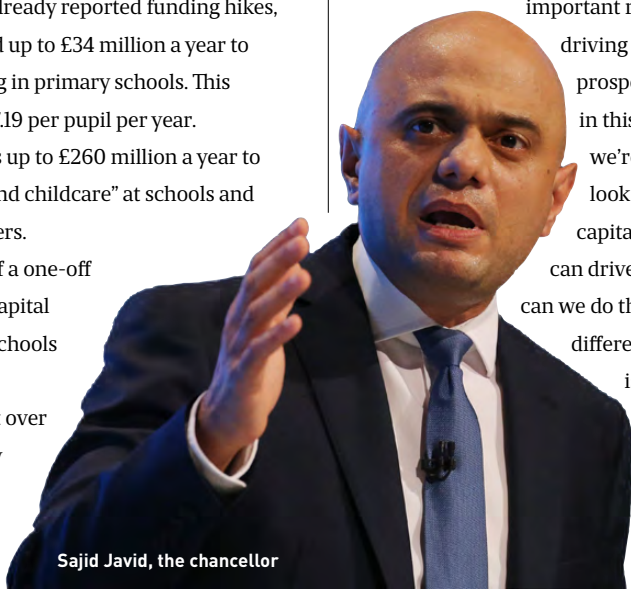 lready reported funding hikes,
up to £34 million a year to
g in primary schools. This
.19 per pupil per year.
up to £260 million a year to
nd childcare” at schools and
ers.
f a one-off
apital
chools
over
important
driving
prosp
in this
we're
look
capita
can drive
can we do th
differe
i
Sajid Javid, the chancellor